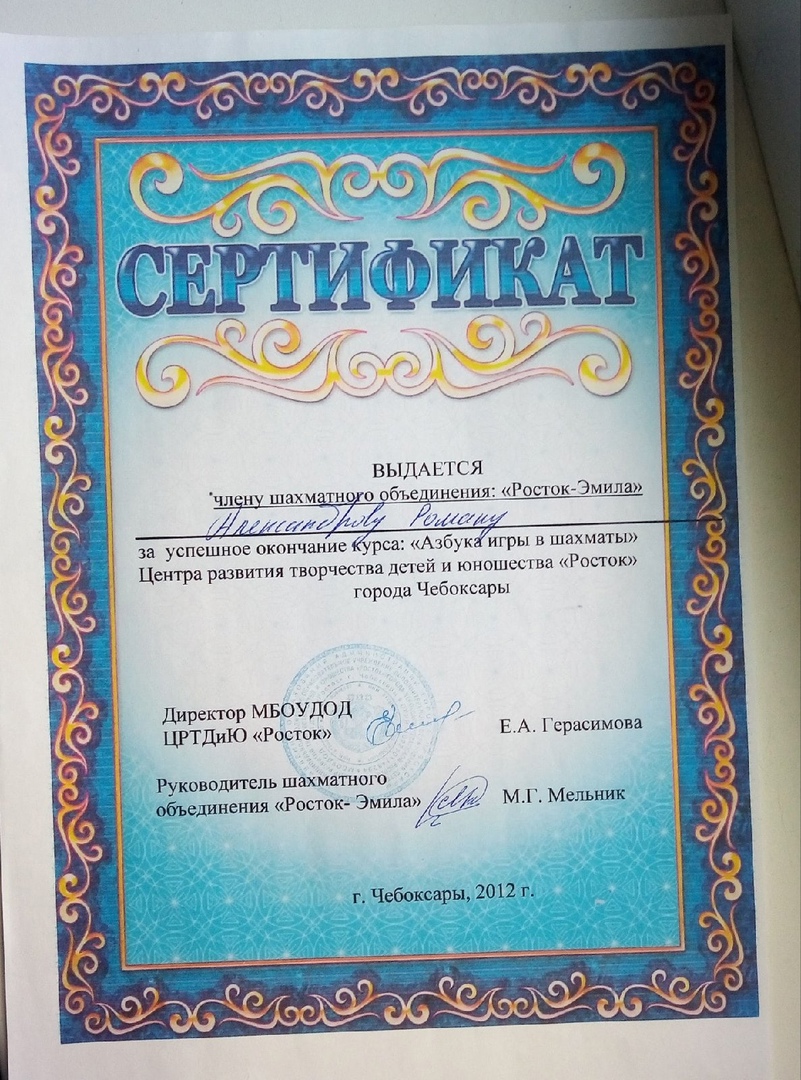 СЕРТИФИКАТ
ВЫДАЕТСЯ
члену шахматного объединения: «Росток-Эмила»
Александрову Роману
за успешное окончание курса: «Азбука игры в шахматы»
Центра развития творчества детей и юношества «Росток»
города Чебоксары
Директор МБОУДОД
ЦРТДиЮ «Росток»
Е.А. Герасимова
Руководитель шахматного
объединения «Росток- Эмила»
М.Г. Мельник
г. Чебоксары, 2012 г.